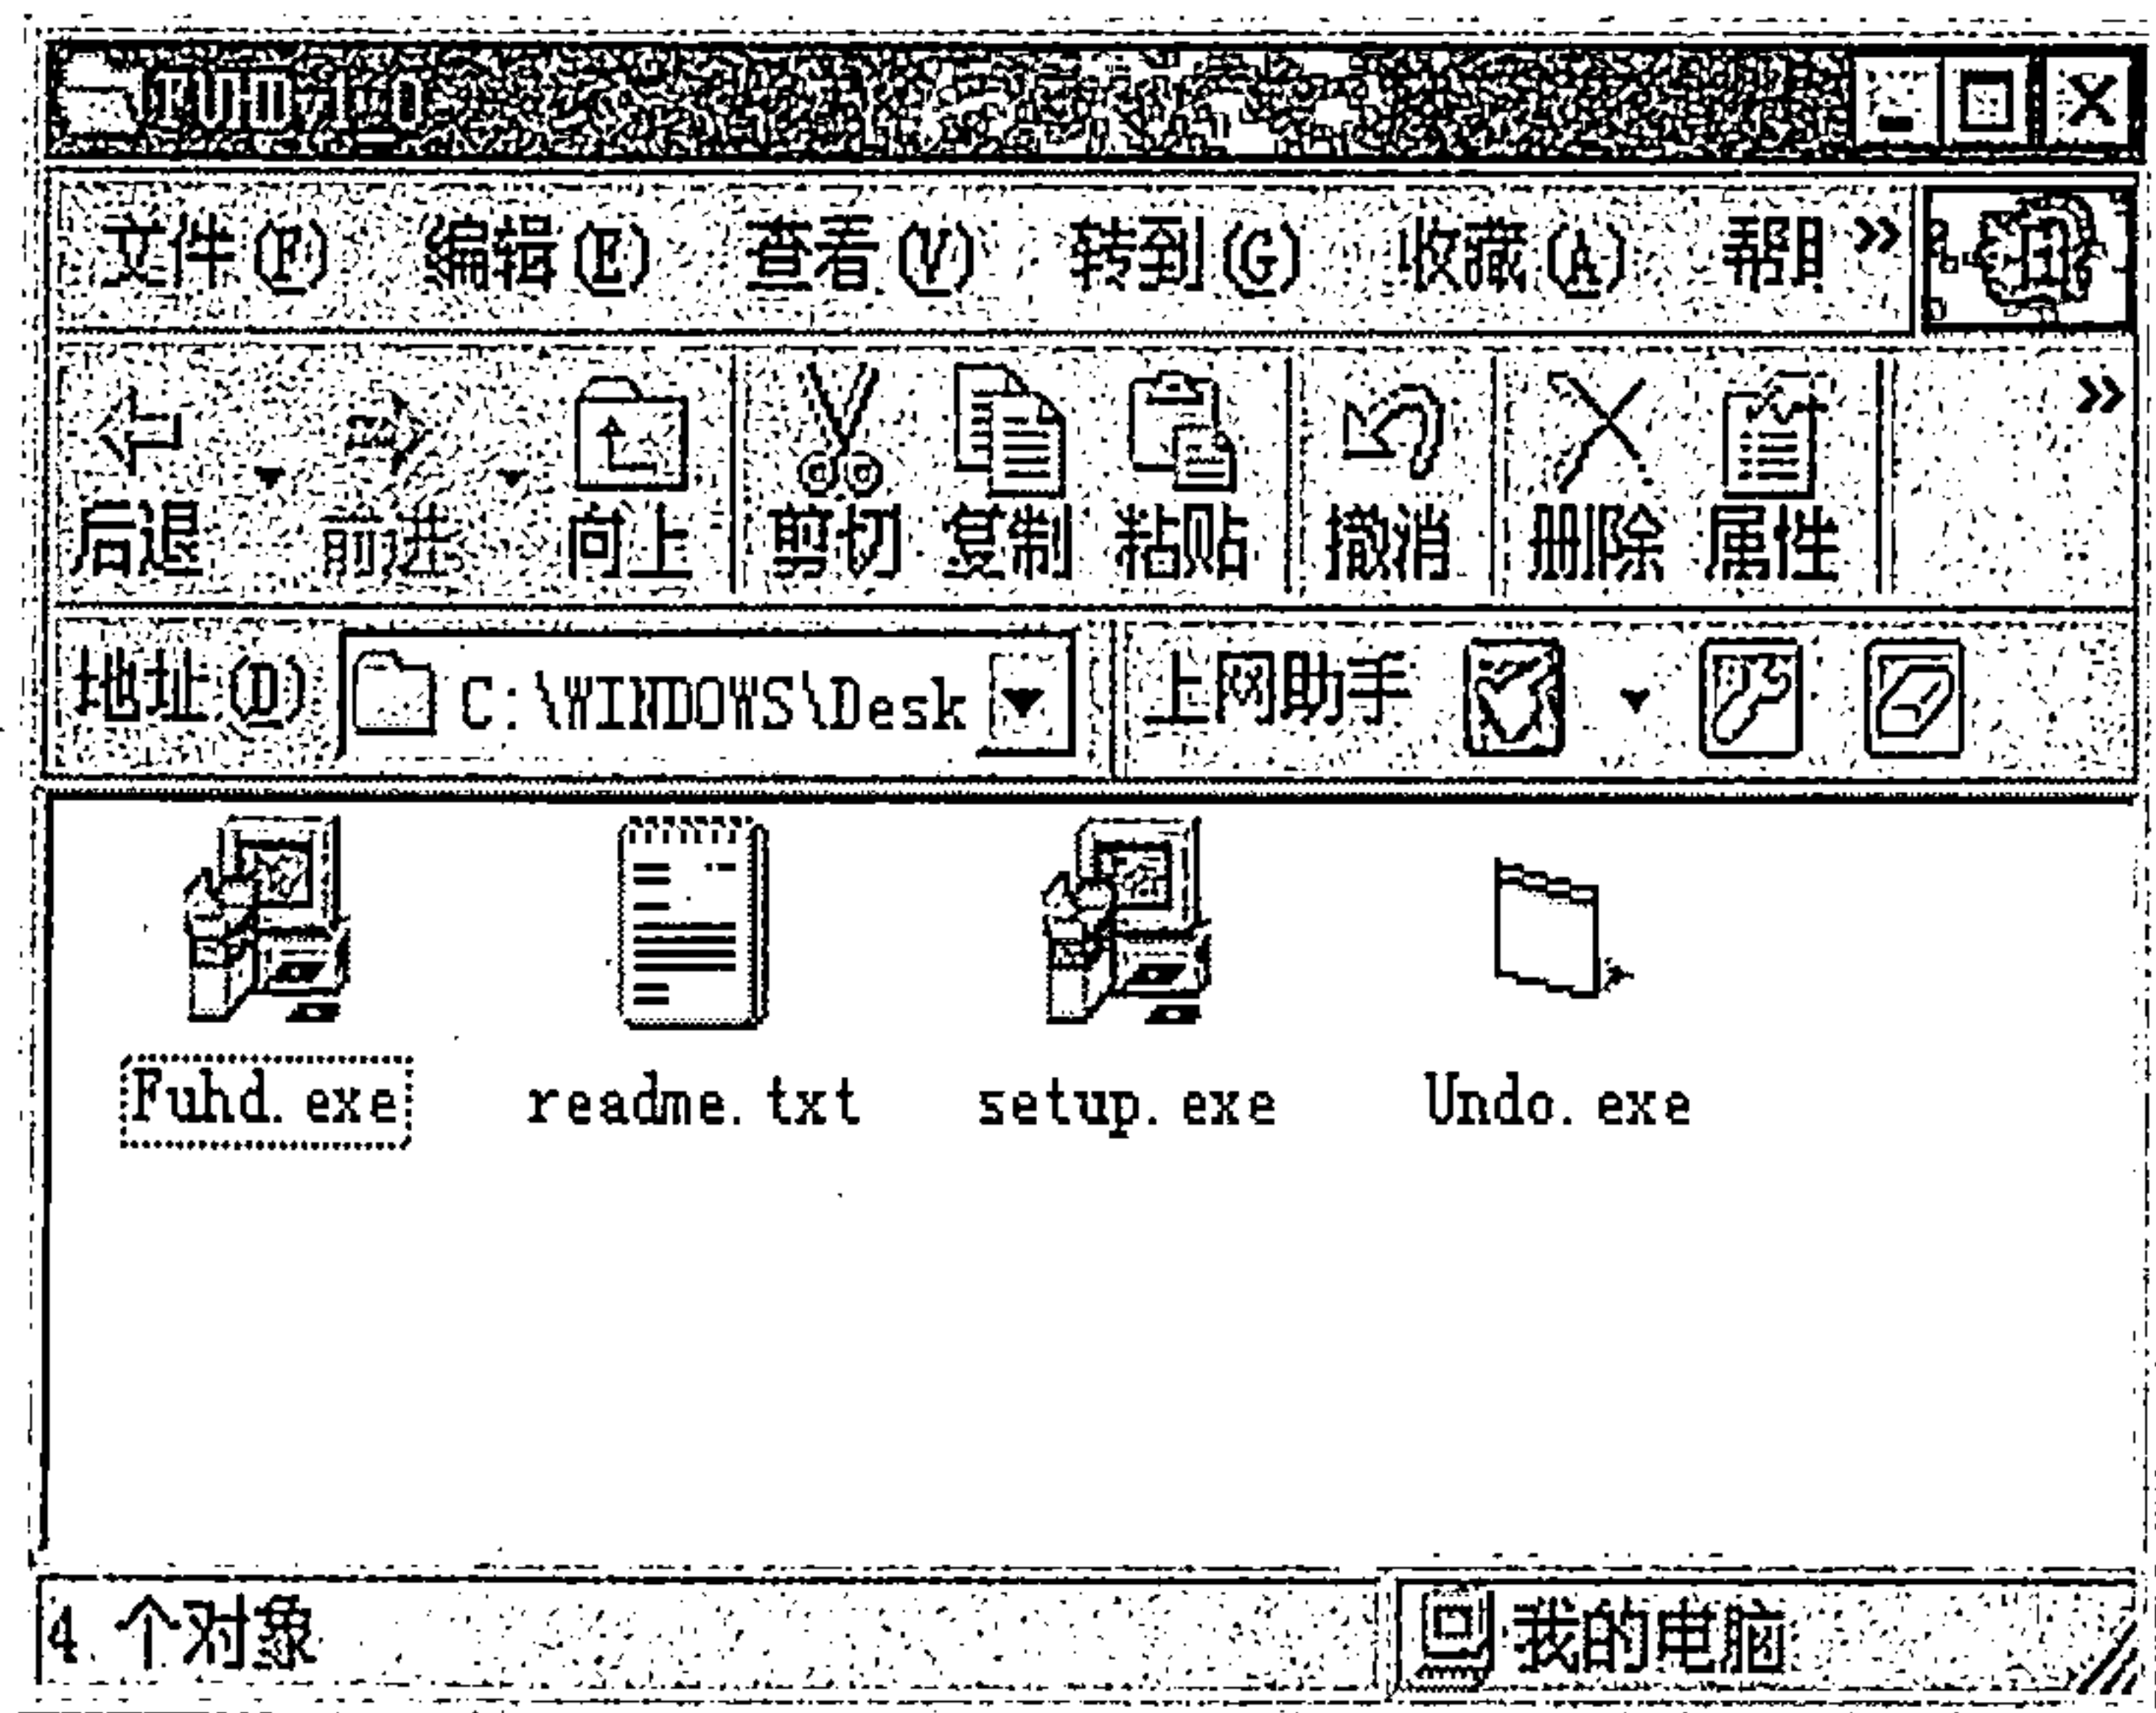 文件(F) 编辑(E) 查看(V) 转到(G) 收藏(A) 帮 »
后退 前进 向上 剪切 复制 粘贴 撤消 删除 属性 »
地址(D) C:\WINDOWS\Desk 上网助手
Fuhd.exe readme.txt setup.exe Undo.exe
4 个对象 我的电脑